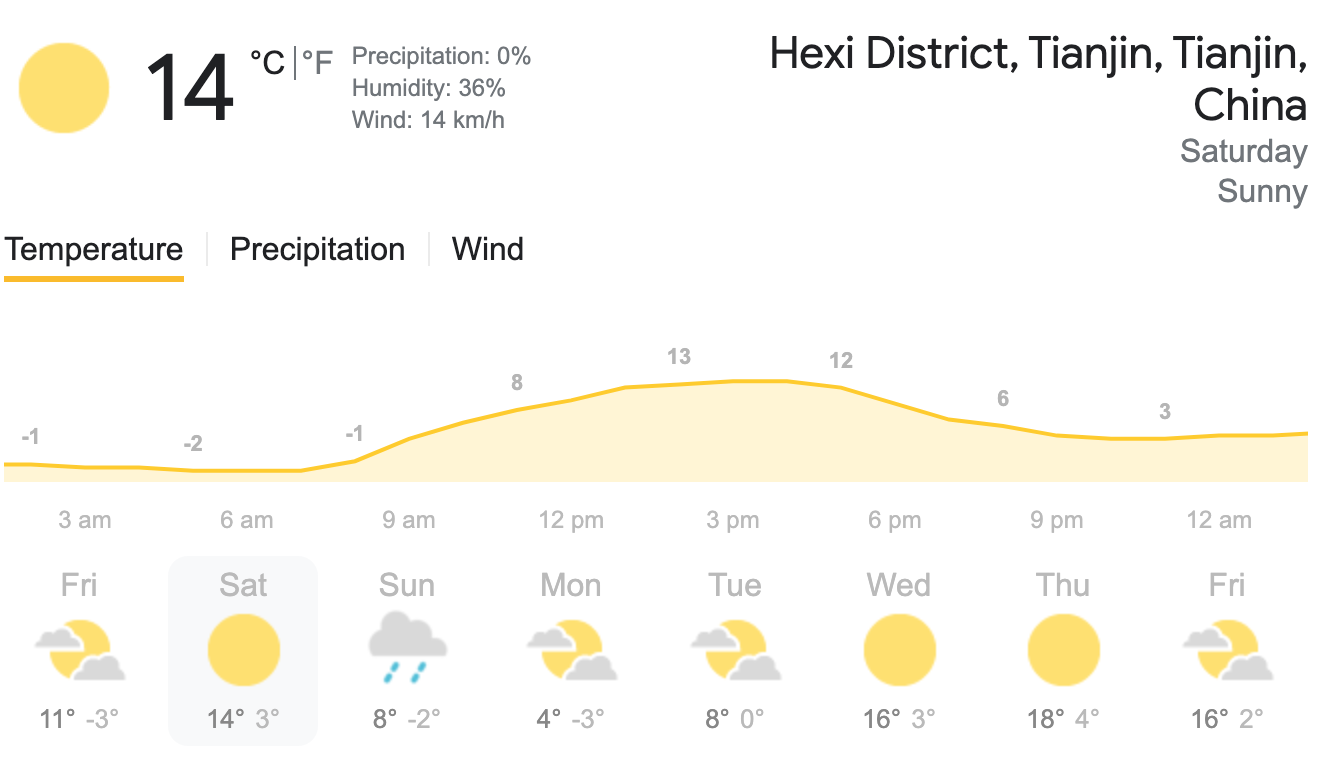 14 °C|°F
Precipitation: 0%
Humidity: 36%
Wind: 14 km/h
Hexi District, Tianjin, Tianjin,
China
Saturday
Sunny
Temperature Precipitation Wind
-1 -2 -1 8 13 12 6 3
3 am 6 am 9 am 12 pm 3 pm 6 pm 9 pm 12 am
Fri Sat Sun Mon Tue Wed Thu Fri
11° -3° 14° 3° 8° -2° 4° -3° 8° 0° 16° 3° 18° 4° 16° 2°